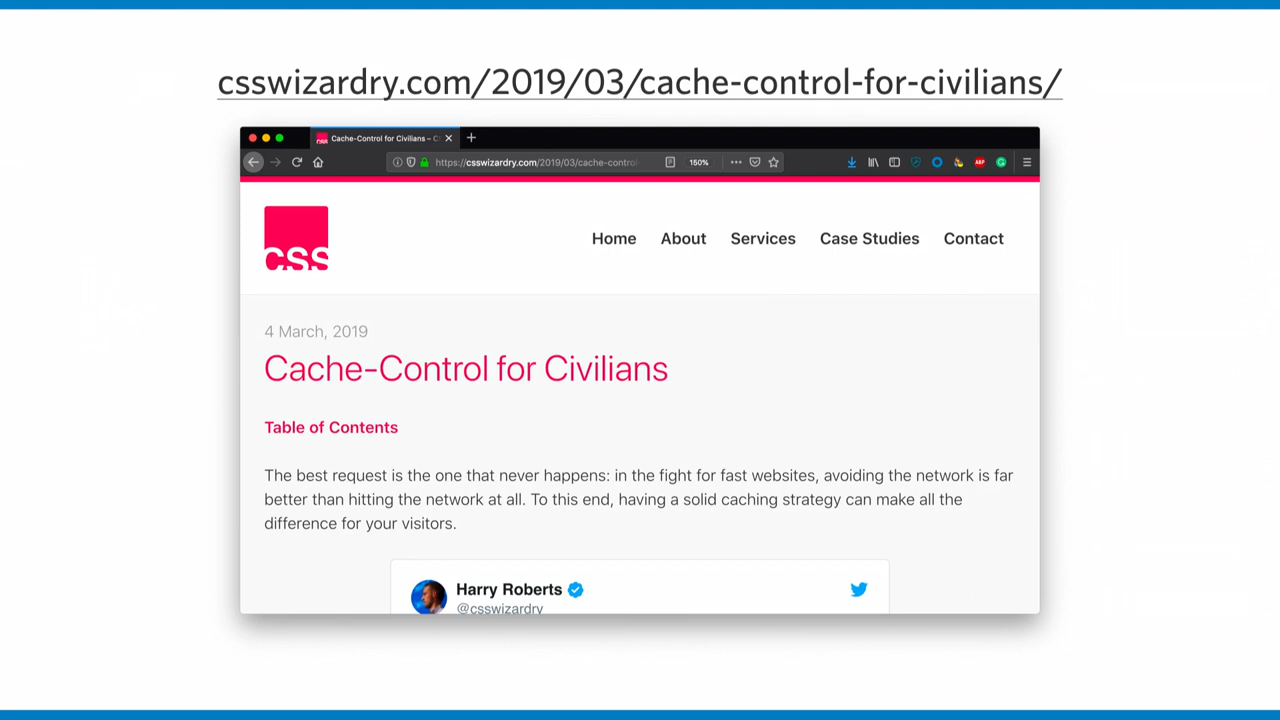 csswizardry.com/2019/03/cache-control-for-civilians/
Cache-Control for Civilians – C
https://csswizardry.com/2019/03/cache-control
150%
ABP
CSS
Home About Services Case Studies Contact
4 March, 2019
Cache-Control for Civilians
Table of Contents
The best request is the one that never happens: in the fight for fast websites, avoiding the network is far
better than hitting the network at all. To this end, having a solid caching strategy can make all the
difference for your visitors.
Harry Roberts
@csswizardry